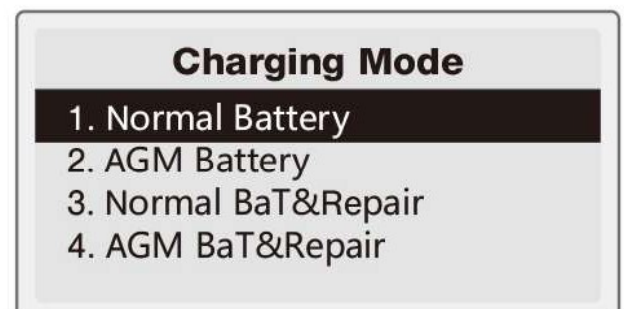 Charging Mode
1. Normal Battery
2. AGM Battery
3. Normal BaT&Repair
4. AGM BaT&Repair